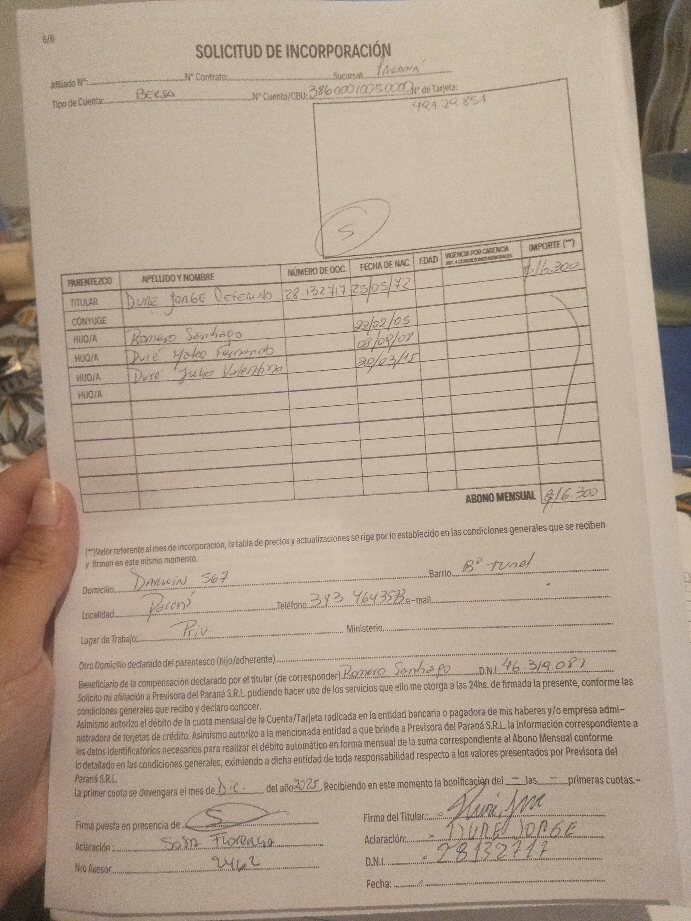 6/6
SOLICITUD DE INCORPORACIÓN
Afiliado Nº: Nº Contrato: Sucursal: Paraná
Tipo de Cuenta: BERSA Nº Cuenta/CBU: 3860001005000 Nº de Tarjeta:
S
PARENTEZCO APELLIDO Y NOMBRE NÚMERO DE DOC. FECHA DE NAC EDAD VIGENCIA POR CARENCIA IMPORTE (**)
TITULAR DURE JORGE CEFERINO 28132717 25/05/72 $16.300
CÓNYUGE
HIJO/A Romero Santiago 22/02/05
HIJO/A Duré Mateo Fernando 08/09/08
HIJO/A Duré Julio Valentino 20/03/15
HIJO/A
ABONO MENSUAL $16.300
(**)Valor referente al mes de incorporación, la tabla de precios y actualizaciones se rige por lo establecido en las condiciones generales que se reciben
y firman en este mismo momento.
Domicilio: DARWIN 567 Barrio: Bº Tunel
Localidad Paraná Teléfono 343 4643573 e-mail
Lugar de Trabajo: Priv. Ministerio:
Otro Domicilio declarado del parentesco (hijo/adherente)
Beneficiario de la compensación declarado por el titular (de corresponder) Romero Santiago D.N.I 46.319.087
Solicito mi afiliación a Previsora del Paraná S.R.L. pudiendo hacer uso de los servicios que ello me otorga a las 24hs. de firmada la presente, conforme las
condiciones generales que recibo y declaro conocer.
Asimismo autorizo el débito de la cuota mensual de la Cuenta/Tarjeta radicada en la entidad bancaria o pagadora de mis haberes y/o empresa admi-
nistradora de terjetas de crédito. Asimismo autorizo a la mencionada entidad a que brinde a Previsora del Paraná S.R.L. la información correspondiente a
los datos identificatorios necesarios para realizar el débito automático en forma mensual de la suma correspondiente al Abono Mensual conforme
lo detallado en las condiciones generales, eximiendo a dicha entidad de toda responsabilidad respecto a los valores presentados por Previsora del
Paraná S.R.L.
La primer cuota se devengara el mes de Dic. del año 2025. Recibiendo en este momento la bonificación del - las - primeras cuotas.-
Firma puesta en presencia de: S Firma del Titular:
Aclaración: Sota Florencia Aclaración: DURE JORGE
Nro Asesor 2462 D.N.I. 28132717
Fecha: